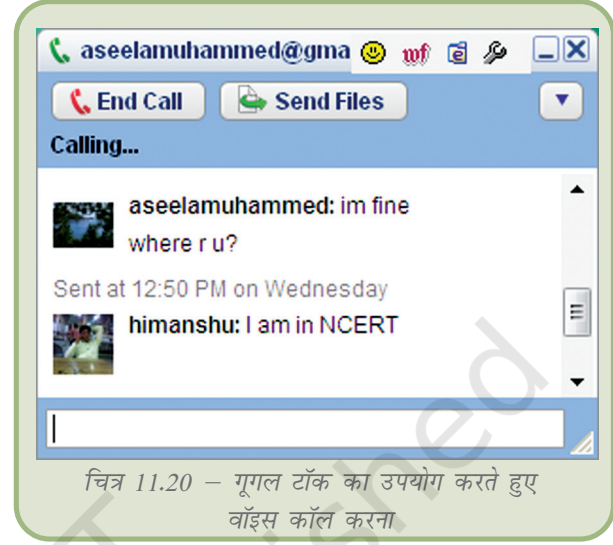 aseelamuhammed@gma
End Call Send Files
Calling...
aseelamuhammed: im fine
where r u?
Sent at 12:50 PM on Wednesday
himanshu: I am in NCERT
चित्र 11.20 – गूगल टॉक का उपयोग करते हुए
वॉइस कॉल करना